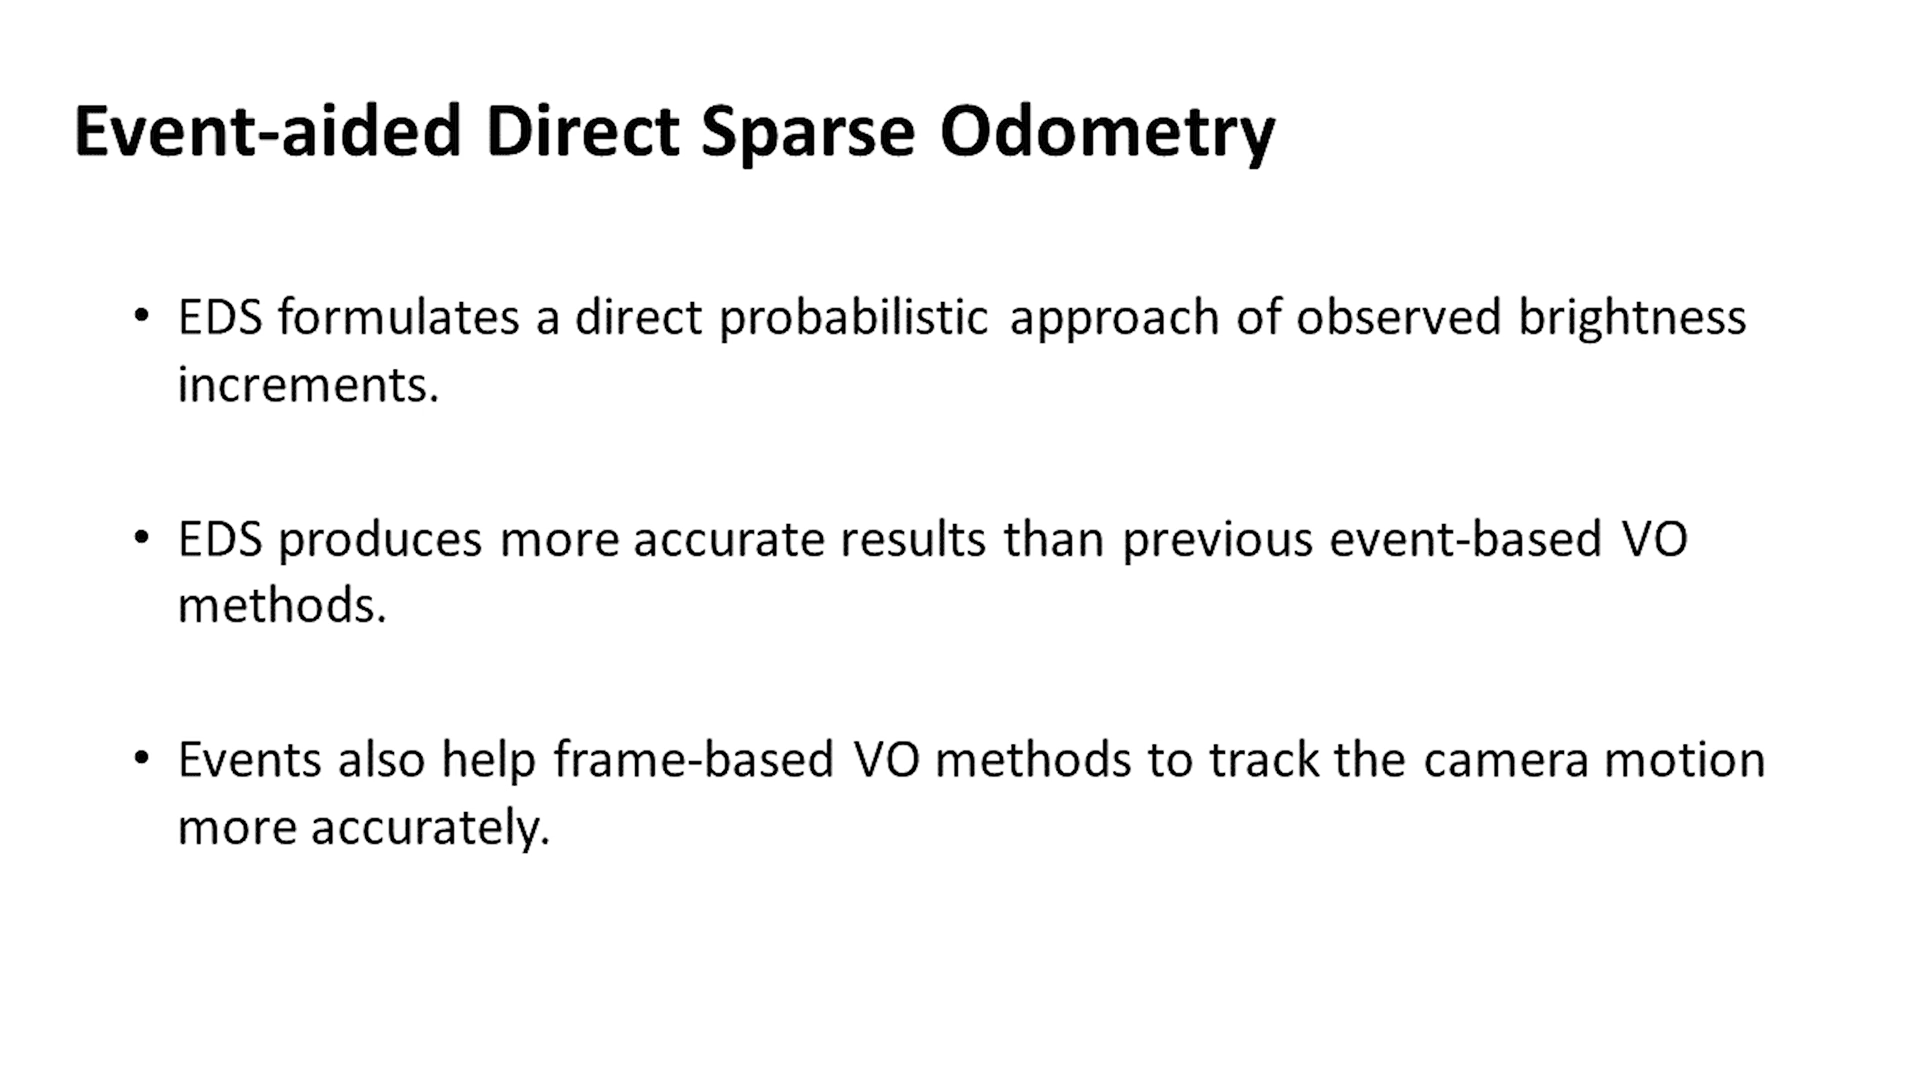 Event-aided Direct Sparse Odometry
• EDS formulates a direct probabilistic approach of observed brightness
increments.
• EDS produces more accurate results than previous event-based VO
methods.
• Events also help frame-based VO methods to track the camera motion
more accurately.